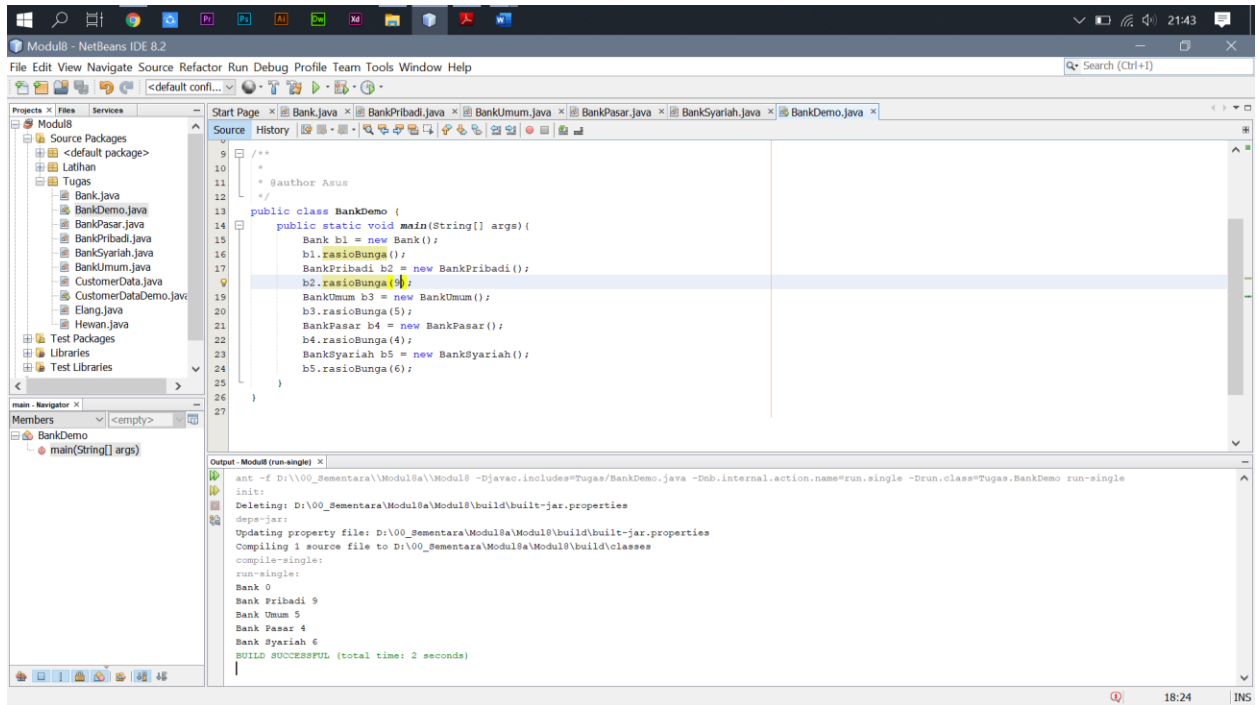 Pr Ps Ai Dw Xd
21:43
Modul8 - NetBeans IDE 8.2
File Edit View Navigate Source Refactor Run Debug Profile Team Tools Window Help
Search (Ctrl+I)
<default confi...
Projects × Files Services
Start Page × Bank.java × BankPribadi.java × BankUmum.java × BankPasar.java × BankSyariah.java × BankDemo.java ×
Source History
Modul8
Source Packages
<default package>
Latihan
Tugas
Bank.java
BankDemo.java
BankPasar.java
BankPribadi.java
BankSyariah.java
BankUmum.java
CustomerData.java
CustomerDataDemo.java
Elang.java
Hewan.java
Test Packages
Libraries
Test Libraries
main - Navigator ×
Members <empty>
BankDemo
main(String[] args)
9 /**
10 *
11 * @author Asus
12 */
13 public class BankDemo {
14 public static void main(String[] args){
15 Bank b1 = new Bank();
16 b1.rasioBunga();
17 BankPribadi b2 = new BankPribadi();
b2.rasioBunga(9);
19 BankUmum b3 = new BankUmum();
20 b3.rasioBunga(5);
21 BankPasar b4 = new BankPasar();
22 b4.rasioBunga(4);
23 BankSyariah b5 = new BankSyariah();
24 b5.rasioBunga(6);
25 }
26 }
27
Output - Modul8 (run-single) ×
ant -f D:\\00_Sementara\\Modul8a\\Modul8 -Djavac.includes=Tugas/BankDemo.java -Dnb.internal.action.name=run.single -Drun.class=Tugas.BankDemo run-single
init:
Deleting: D:\00_Sementara\Modul8a\Modul8\build\built-jar.properties
deps-jar:
Updating property file: D:\00_Sementara\Modul8a\Modul8\build\built-jar.properties
Compiling 1 source file to D:\00_Sementara\Modul8a\Modul8\build\classes
compile-single:
run-single:
Bank 0
Bank Pribadi 9
Bank Umum 5
Bank Pasar 4
Bank Syariah 6
BUILD SUCCESSFUL (total time: 2 seconds)
18:24 INS